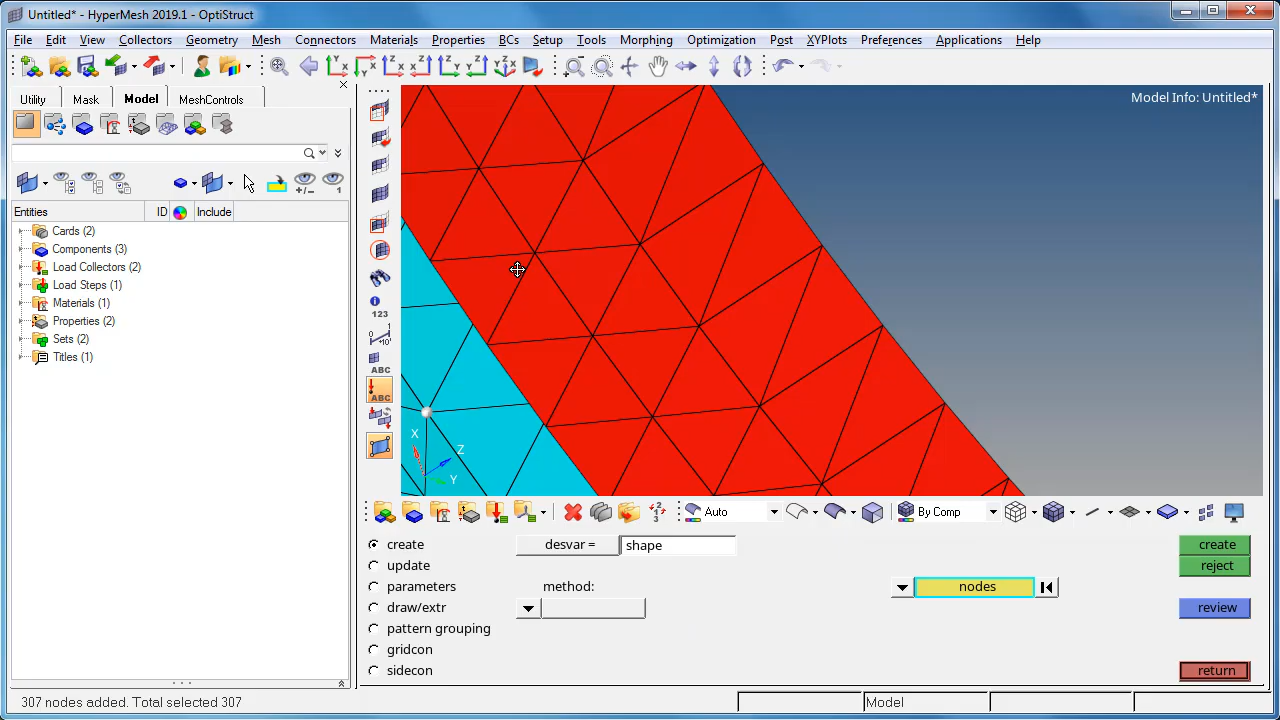 Untitled* - HyperMesh 2019.1 - OptiStruct
File Edit View Collectors Geometry Mesh Connectors Materials Properties BCs Setup Tools Morphing Optimization Post XYPlots Preferences Applications Help
Utility Mask Model MeshControls
Model Info: Untitled*
Entities ID Include
Cards (2)
Components (3)
Load Collectors (2)
Load Steps (1)
Materials (1)
Properties (2)
Sets (2)
Titles (1)
123
ABC
ABC
X
Z
Y
Auto By Comp
create desvar = shape create
update reject
parameters method: nodes
draw/extr review
pattern grouping
gridcon
sidecon return
307 nodes added. Total selected 307 Model